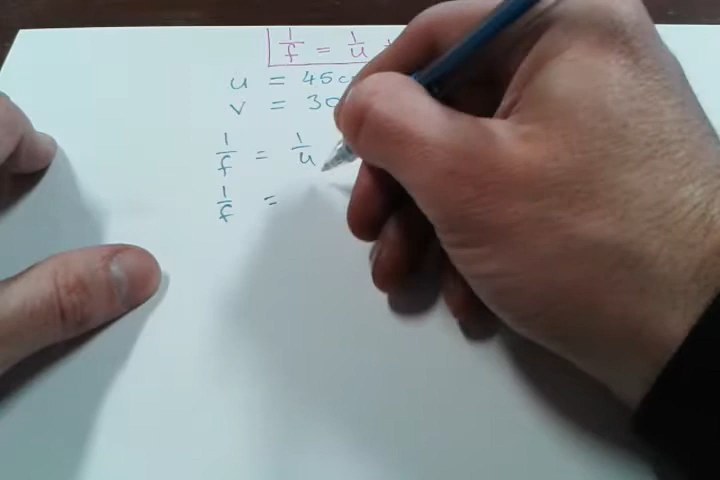 1/f = 1/u
u = 45c
v = 30
1/f = 1/u
1/f =